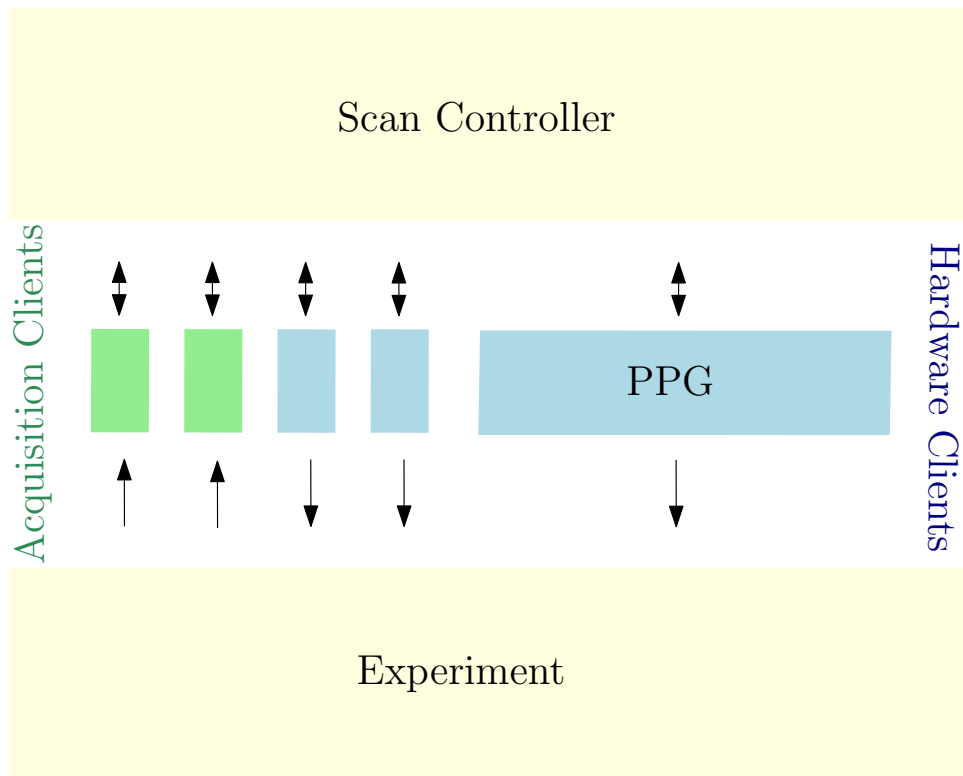 Scan Controller
Acquisition Clients
Hardware Clients
PPG
Experiment